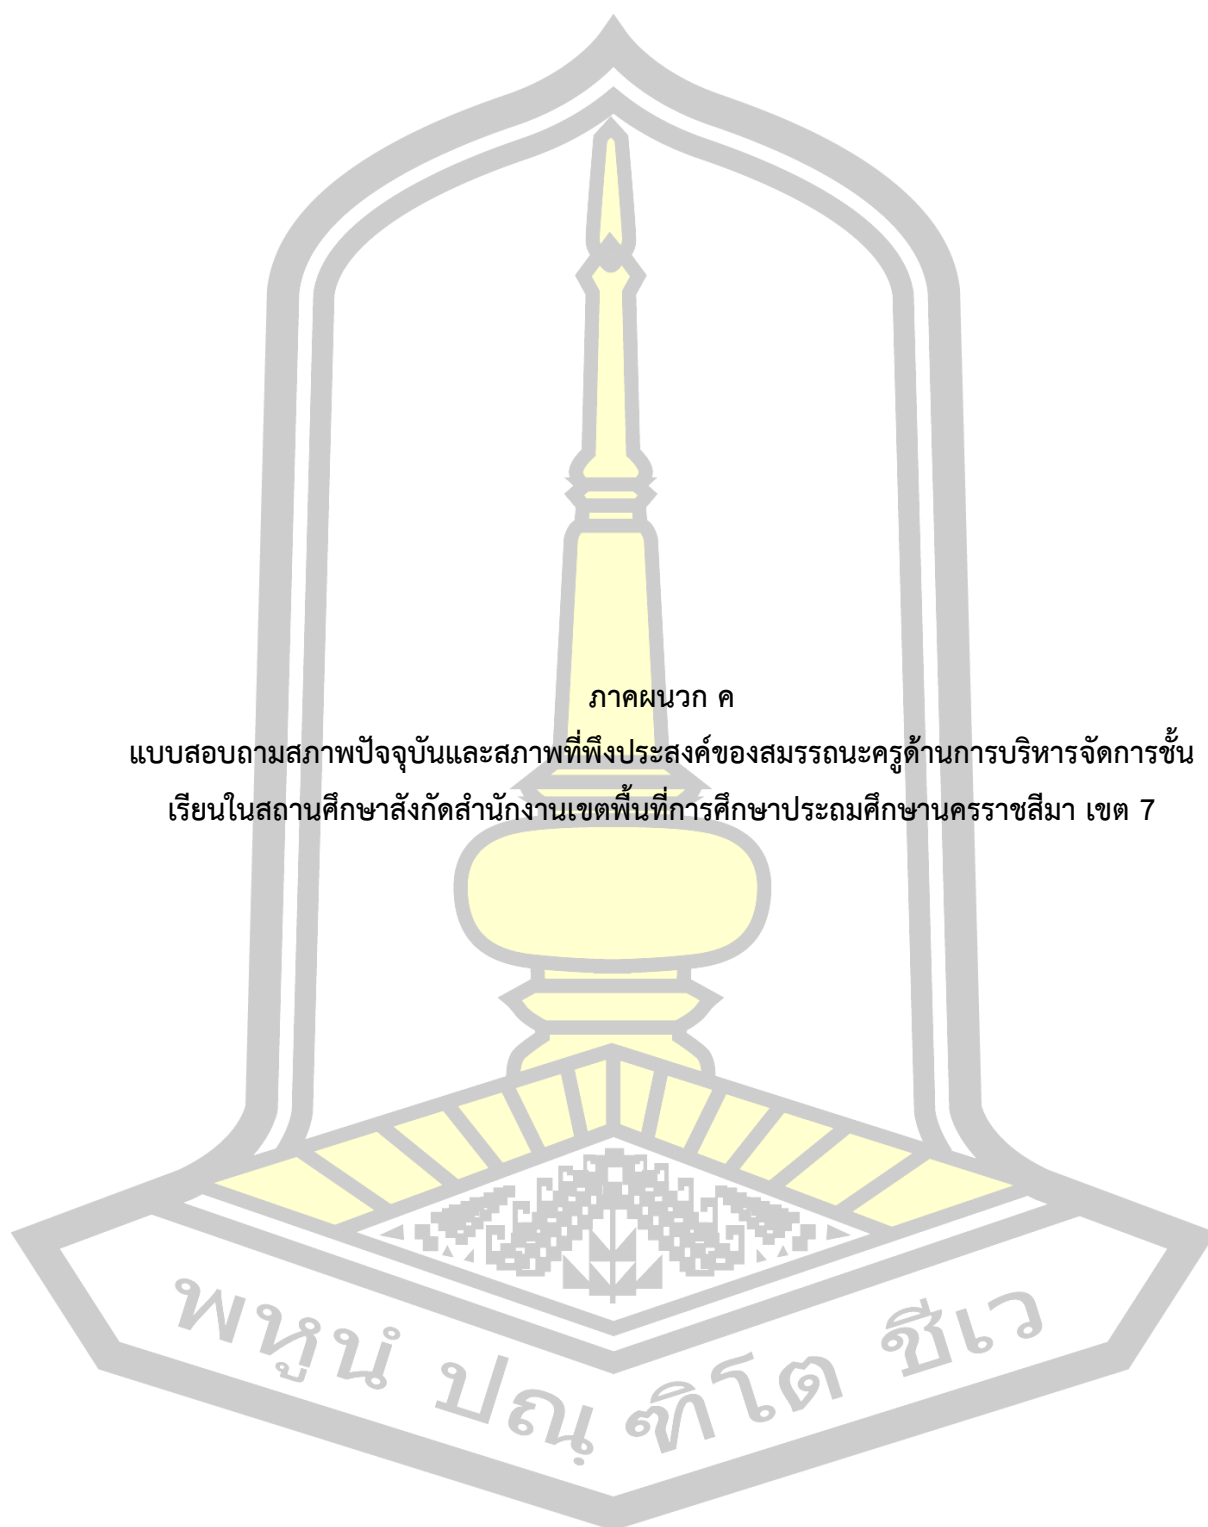 ภาคผนวก ค
แบบสอบถามสภาพปัจจุบันและสภาพที่พึงประสงค์ของสมรรถนะครูด้านการบริหารจัดการชั้น
เรียนในสถานศึกษาสังกัดสำนักงานเขตพื้นที่การศึกษาประถมศึกษานครราชสีมา เขต 7
พหูนํ ปณฺฑิโต ชีเว